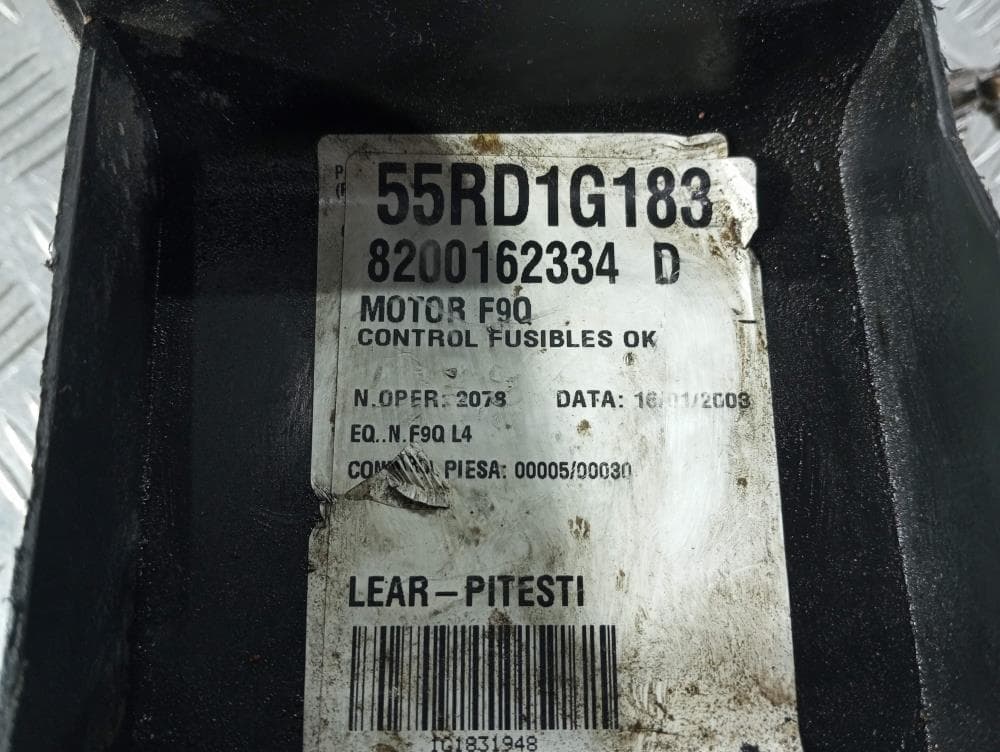 55RD1G183
8200162334 D
MOTOR F9Q
CONTROL FUSIBLES OK
N.OPER: 2078 DATA: 16/01/2003
EQ..N.F9Q L4
PIESA: 00005/00030
LEAR-PITESTI
1G1831948